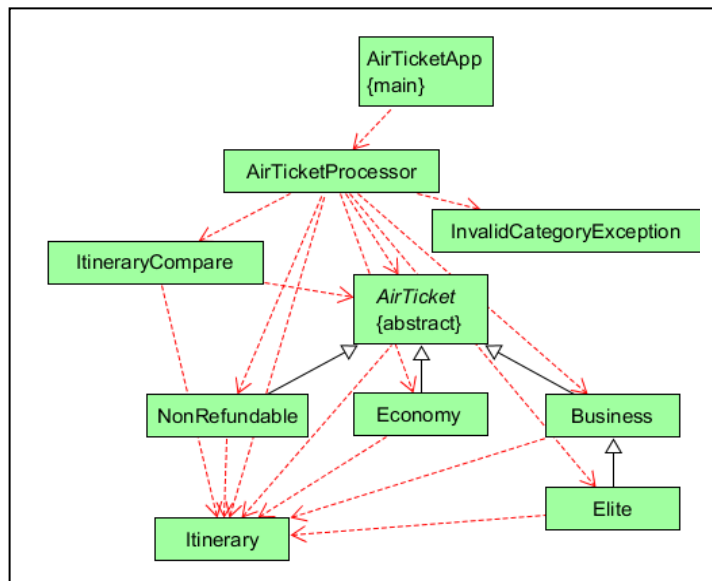 AirTicketApp
{main}
AirTicketProcessor
InvalidCategoryException
ItineraryCompare
AirTicket
{abstract}
NonRefundable
Economy
Business
Elite
Itinerary